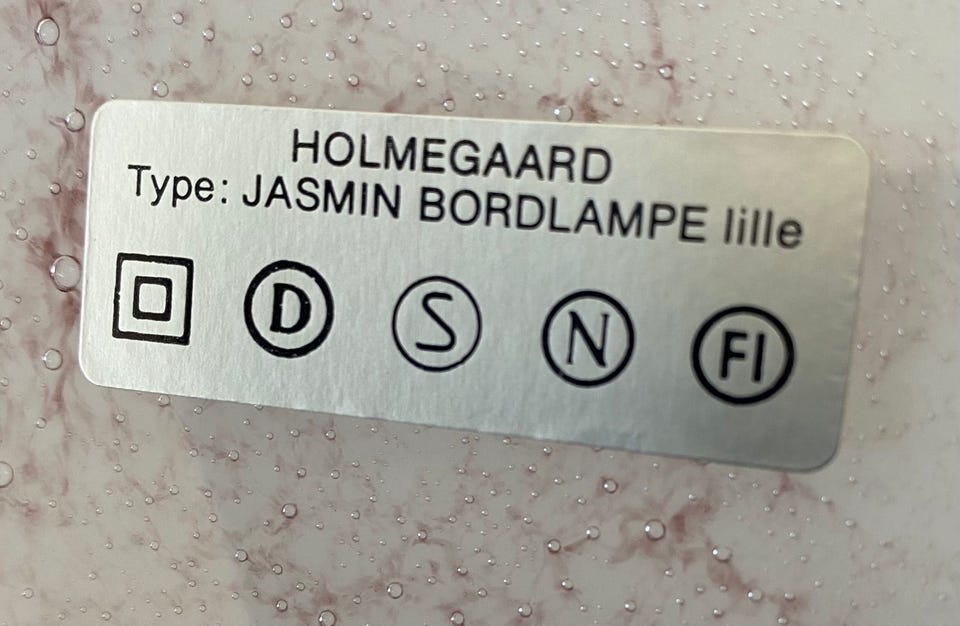 HOLMEGAARD
Type: JASMIN BORDLAMPE lille
D S N FI